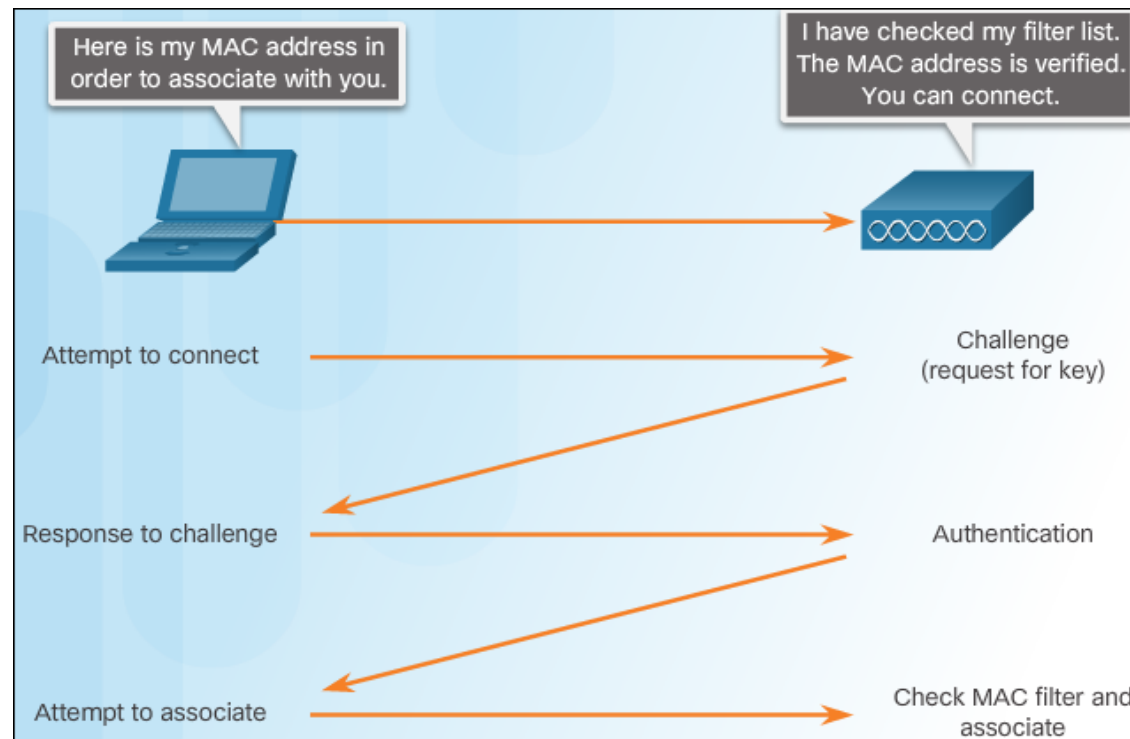 Here is my MAC address in
order to associate with you.
I have checked my filter list.
The MAC address is verified.
You can connect.
Attempt to connect
Challenge
(request for key)
Response to challenge
Authentication
Attempt to associate
Check MAC filter and
associate